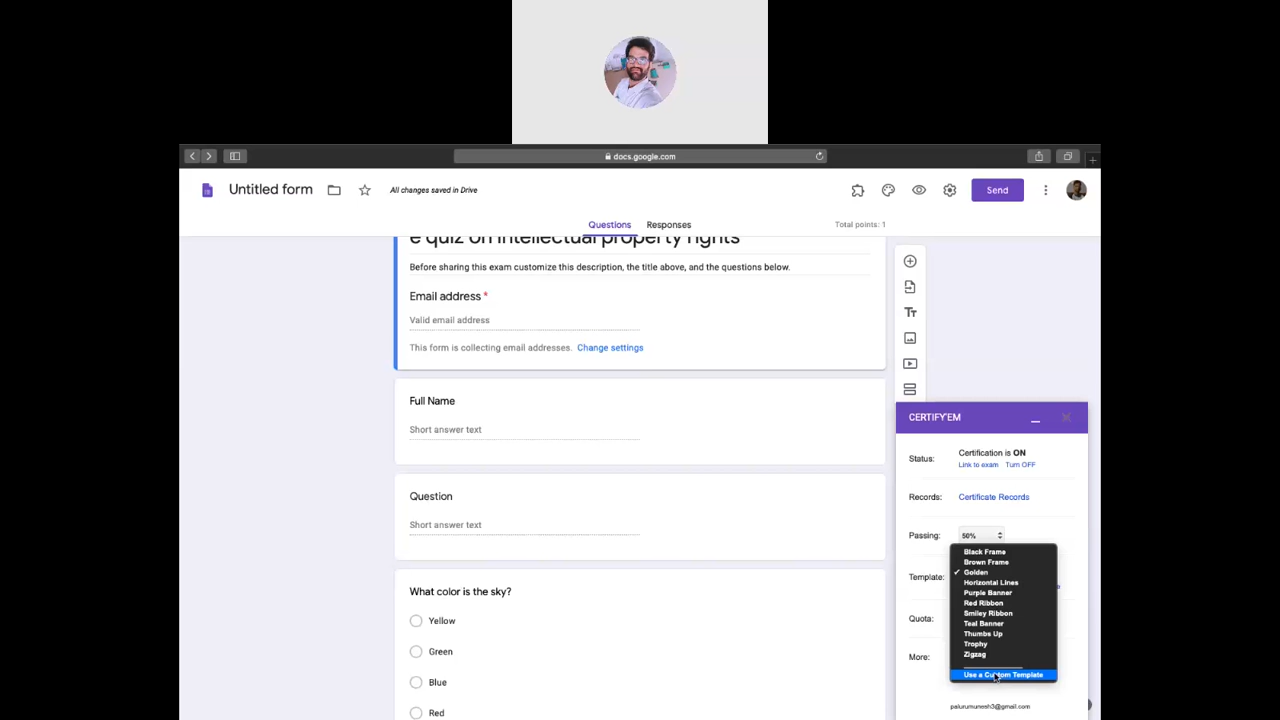 docs.google.com
Untitled form
All changes saved in Drive
Send
Questions
Responses
Total points: 1
e quiz on intellectual property rights
Before sharing this exam customize this description, the title above, and the questions below.
Email address *
Valid email address
This form is collecting email addresses. Change settings
Full Name
Short answer text
Question
Short answer text
What color is the sky?
Yellow
Green
Blue
Red
Tт
CERTIFY'EM
Status:
Certification is ON
Link to exam Turn OFF
Records:
Certificate Records
Passing:
50%
Template:
Black Frame
Brown Frame
✓ Golden
Horizontal Lines
Purple Banner
Red Ribbon
Smiley Ribbon
Teal Banner
Thumbs Up
Trophy
Zigzag
Use a Custom Template
Quota:
More:
palurumunesh3@gmail.com